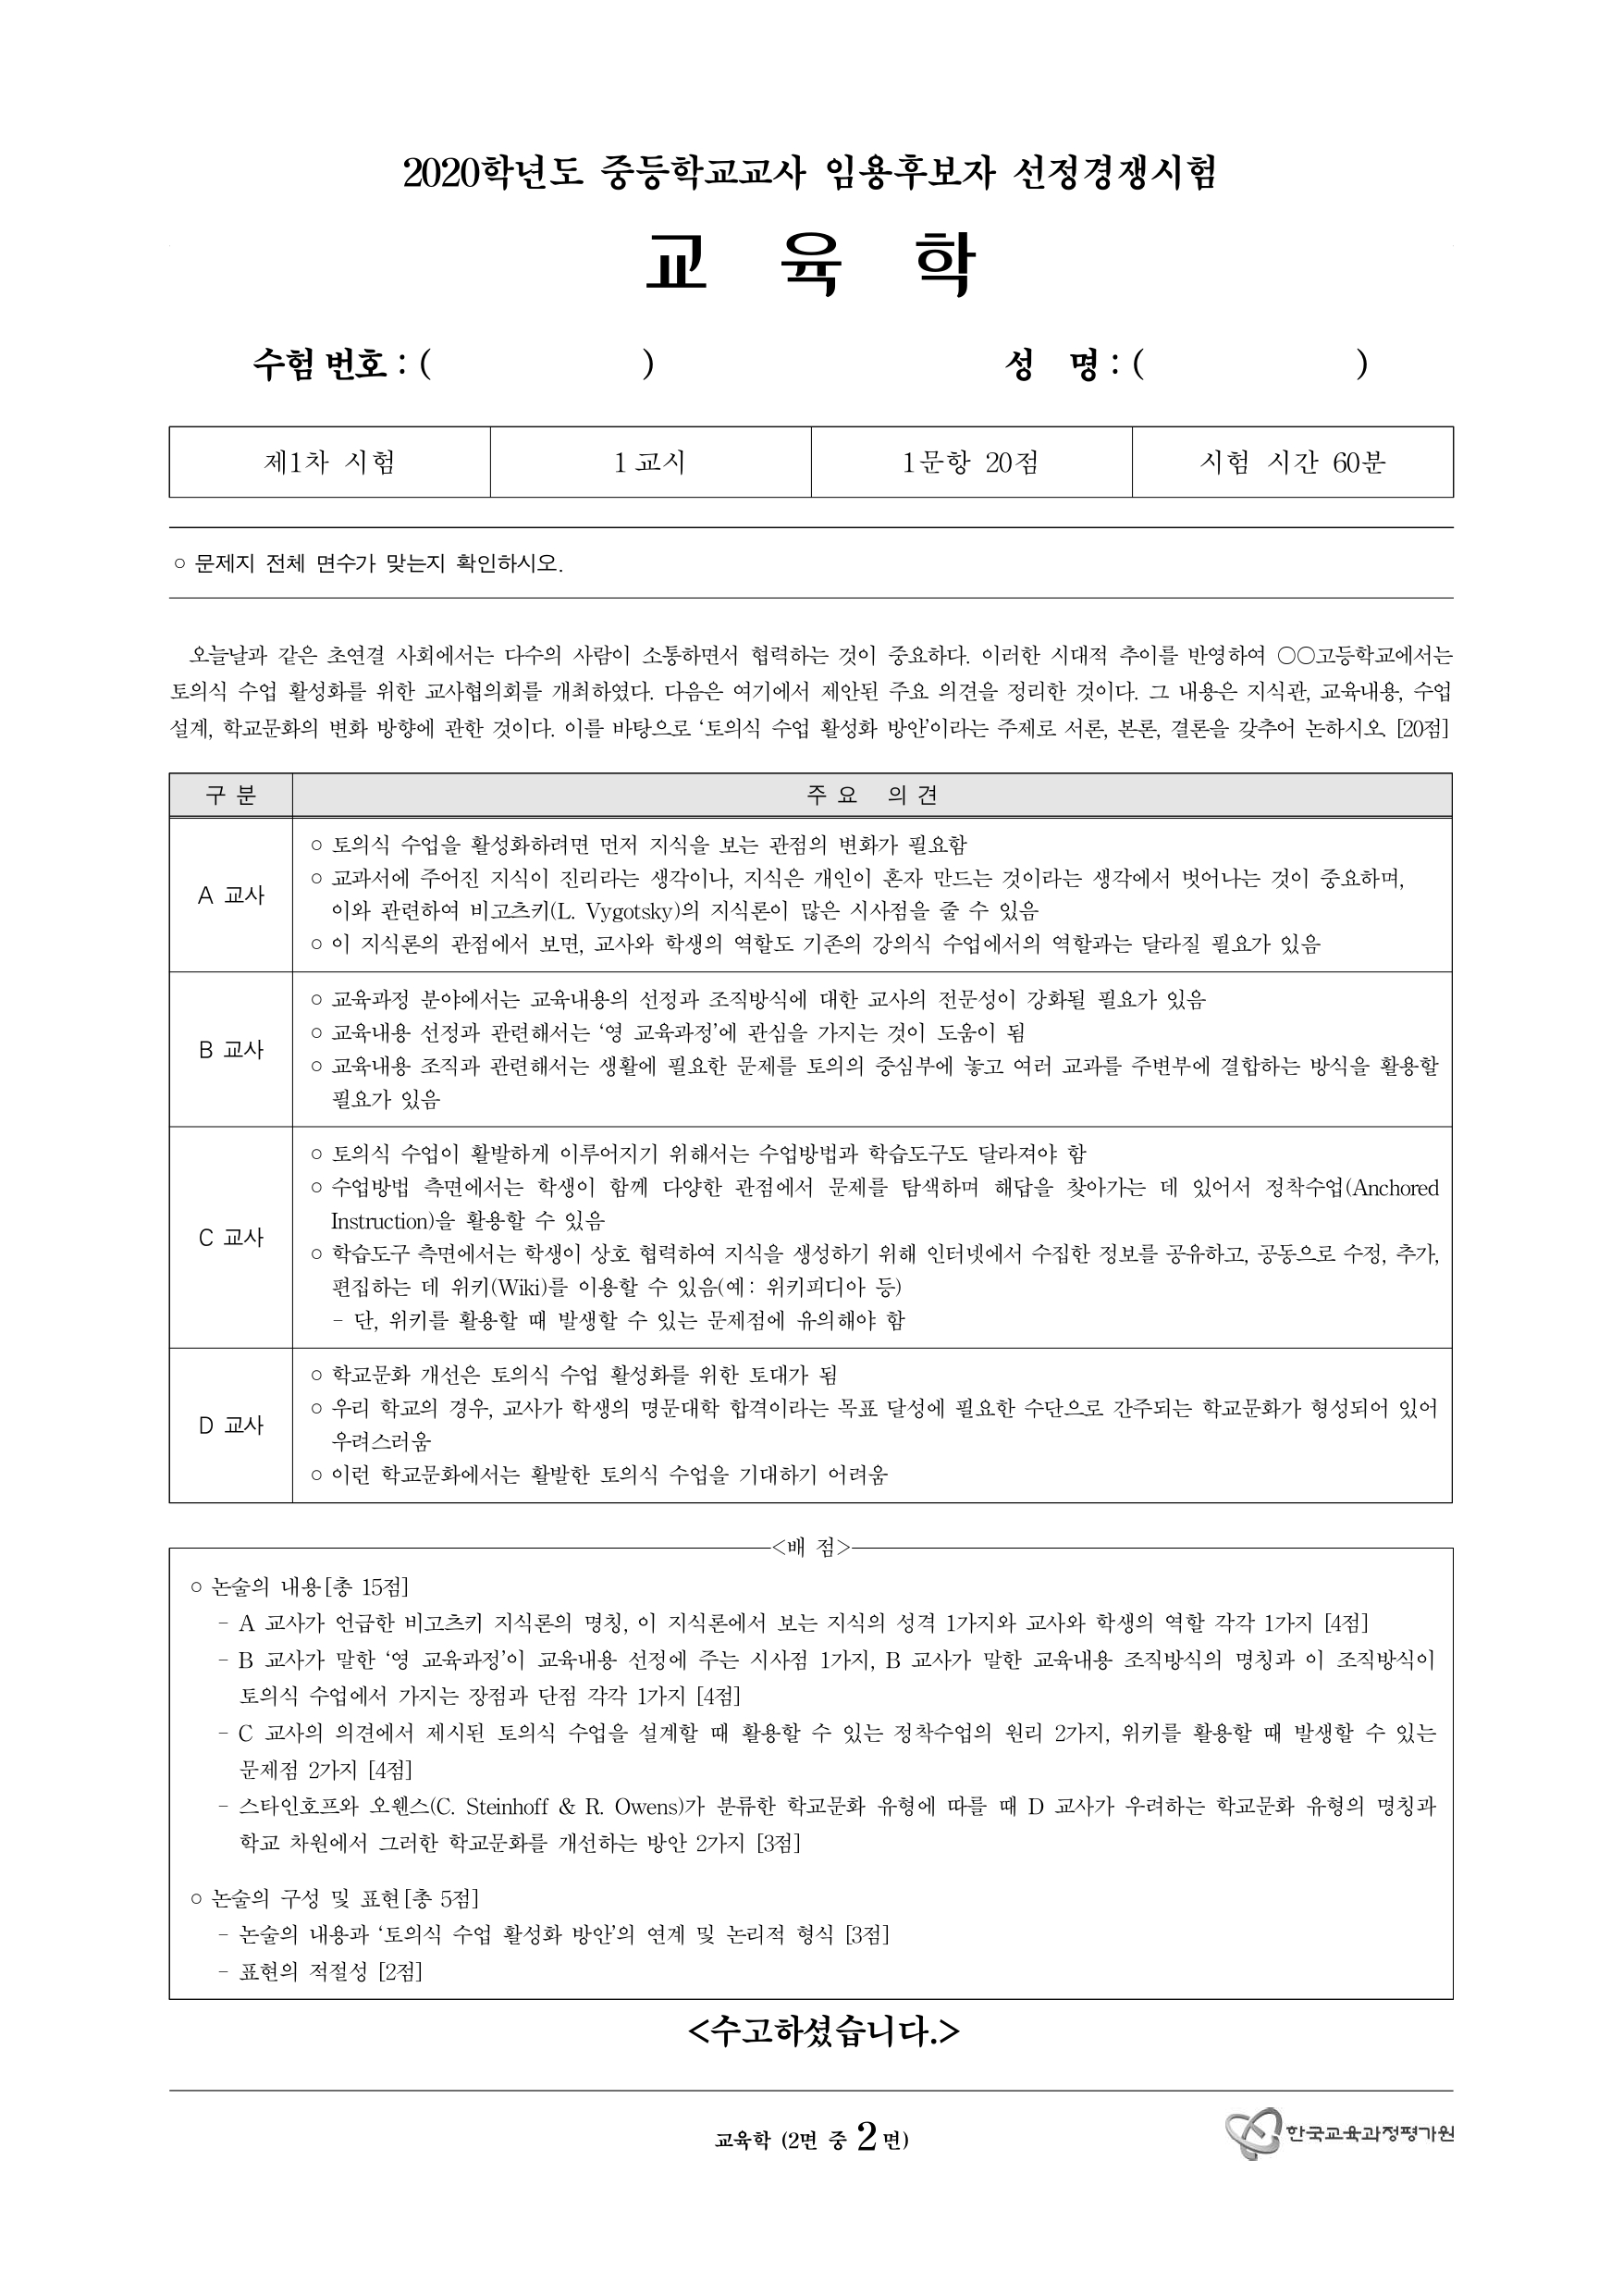 2020학년도 중등학교교사 임용후보자 선정경쟁시험
교 육 학
수험 번호 : (          )   성 명 : (          )
제1차 시험 1 교시 1문항 20점 시험 시간 60분
○ 문제지 전체 면수가 맞는지 확인하시오.
오늘날과 같은 초연결 사회에서는 다수의 사람이 소통하면서 협력하는 것이 중요하다. 이러한 시대적 추이를 반영하여 ○○고등학교에서는
토의식 수업 활성화를 위한 교사협의회를 개최하였다. 다음은 여기에서 제안된 주요 의견을 정리한 것이다. 그 내용은 지식관, 교육내용, 수업
설계, 학교문화의 변화 방향에 관한 것이다. 이를 바탕으로 ‘토의식 수업 활성화 방안’이라는 주제로 서론, 본론, 결론을 갖추어 논하시오. [20점]
구 분 주 요 의 견
A 교사
○ 토의식 수업을 활성화하려면 먼저 지식을 보는 관점의 변화가 필요함
○ 교과서에 주어진 지식이 진리라는 생각이나, 지식은 개인이 혼자 만드는 것이라는 생각에서 벗어나는 것이 중요하며,
이와 관련하여 비고츠키(L. Vygotsky)의 지식론이 많은 시사점을 줄 수 있음
○ 이 지식론의 관점에서 보면, 교사와 학생의 역할도 기존의 강의식 수업에서의 역할과는 달라질 필요가 있음
B 교사
○ 교육과정 분야에서는 교육내용의 선정과 조직방식에 대한 교사의 전문성이 강화될 필요가 있음
○ 교육내용 선정과 관련해서는 ‘영 교육과정’에 관심을 가지는 것이 도움이 됨
○ 교육내용 조직과 관련해서는 생활에 필요한 문제를 토의의 중심부에 놓고 여러 교과를 주변부에 결합하는 방식을 활용할
필요가 있음
C 교사
○ 토의식 수업이 활발하게 이루어지기 위해서는 수업방법과 학습도구도 달라져야 함
○ 수업방법 측면에서는 학생이 함께 다양한 관점에서 문제를 탐색하며 해답을 찾아가는 데 있어서 정착수업(Anchored
Instruction)을 활용할 수 있음
○ 학습도구 측면에서는 학생이 상호 협력하여 지식을 생성하기 위해 인터넷에서 수집한 정보를 공유하고, 공동으로 수정, 추가,
편집하는 데 위키(Wiki)를 이용할 수 있음(예: 위키피디아 등)
- 단, 위키를 활용할 때 발생할 수 있는 문제점에 유의해야 함
D 교사
○ 학교문화 개선은 토의식 수업 활성화를 위한 토대가 됨
○ 우리 학교의 경우, 교사가 학생의 명문대학 합격이라는 목표 달성에 필요한 수단으로 간주되는 학교문화가 형성되어 있어
우려스러움
○ 이런 학교문화에서는 활발한 토의식 수업을 기대하기 어려움
<배 점>
○ 논술의 내용[총 15점]
- A 교사가 언급한 비고츠키 지식론의 명칭, 이 지식론에서 보는 지식의 성격 1가지와 교사와 학생의 역할 각각 1가지 [4점]
- B 교사가 말한 ‘영 교육과정’이 교육내용 선정에 주는 시사점 1가지, B 교사가 말한 교육내용 조직방식의 명칭과 이 조직방식이
토의식 수업에서 가지는 장점과 단점 각각 1가지 [4점]
- C 교사의 의견에서 제시된 토의식 수업을 설계할 때 활용할 수 있는 정착수업의 원리 2가지, 위키를 활용할 때 발생할 수 있는
문제점 2가지 [4점]
- 스타인호프와 오웬스(C. Steinhoff & R. Owens)가 분류한 학교문화 유형에 따를 때 D 교사가 우려하는 학교문화 유형의 명칭과
학교 차원에서 그러한 학교문화를 개선하는 방안 2가지 [3점]
○ 논술의 구성 및 표현[총 5점]
- 논술의 내용과 ‘토의식 수업 활성화 방안’의 연계 및 논리적 형식 [3점]
- 표현의 적절성 [2점]
<수고하셨습니다.>
교육학 (2면 중 2 면)
한국교육과정평가원